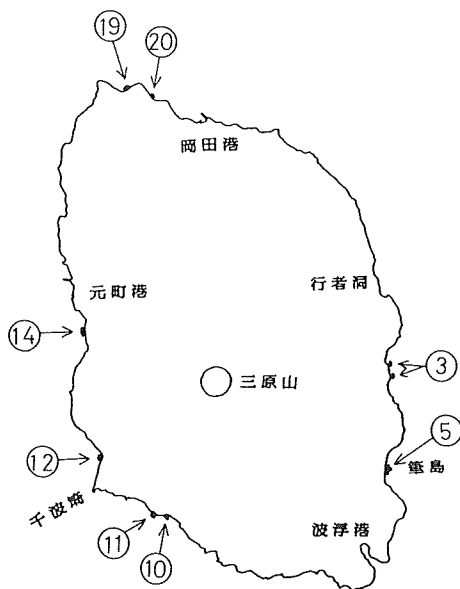 ⑲
⑳
岡田港
行者洞
元町港
⑭
③
三原山
⑤
筆島
⑫
千波崎
波浮港
⑪
⑩